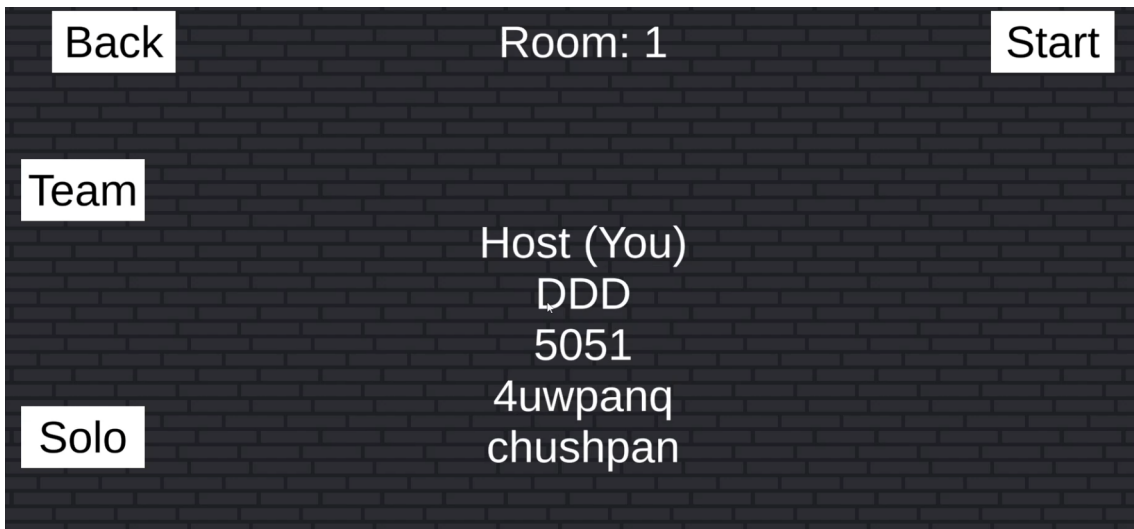 Back
Room: 1
Start
Team
Host (You)
DDD
5051
4uwpanq
chushpan
Solo